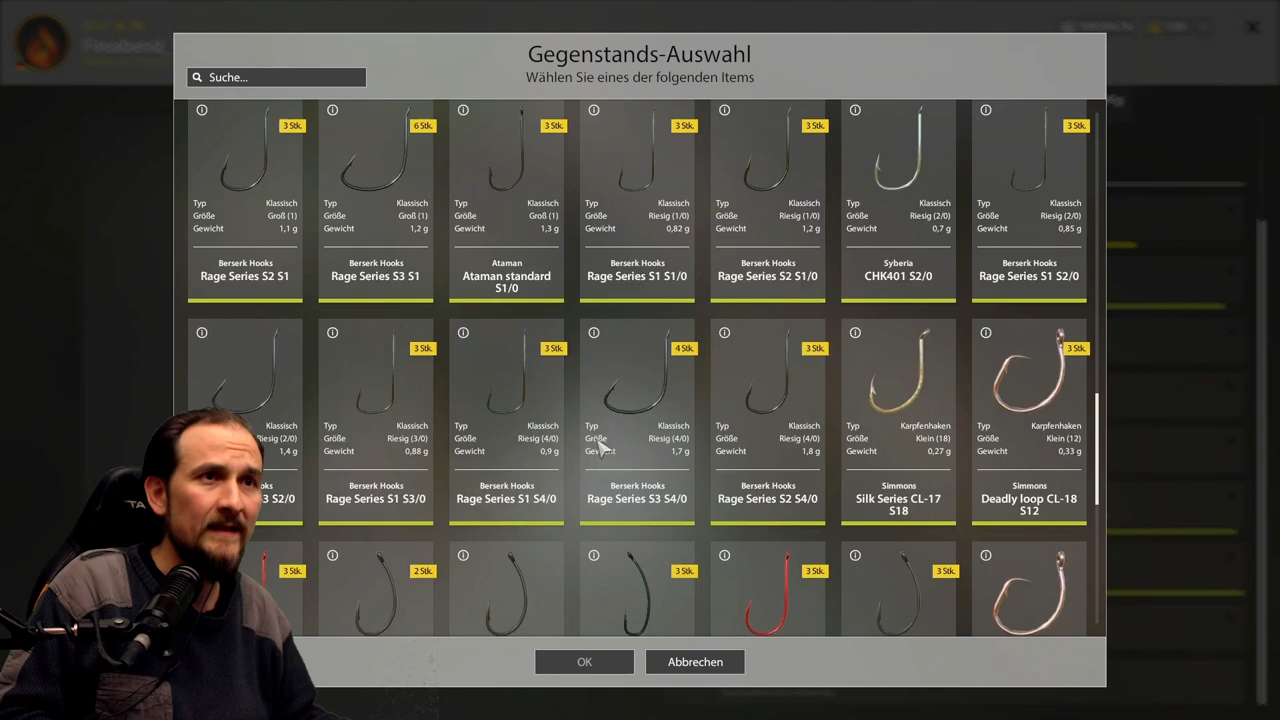 Gegenstands-Auswahl
Suche...
Wählen Sie eines der folgenden Items
3 Stk.
6 Stk.
3 Stk.
3 Stk.
3 Stk.
3 Stk.
Typ Klassisch
Größe Groß (1)
Gewicht 1,1 g
Berserk Hooks
Rage Series S2 S1
Typ Klassisch
Größe Groß (1)
Gewicht 1,2 g
Berserk Hooks
Rage Series S3 S1
Typ Klassisch
Größe Groß (1)
Gewicht 1,3 g
Ataman
Ataman standard
S1/0
Typ Klassisch
Größe Riesig (1/0)
Gewicht 0,82 g
Berserk Hooks
Rage Series S1 S1/0
Typ Klassisch
Größe Riesig (1/0)
Gewicht 1,2 g
Berserk Hooks
Rage Series S2 S1/0
Typ Klassisch
Größe Riesig (2/0)
Gewicht 0,7 g
Syberia
CHK401 S2/0
Typ Klassisch
Größe Riesig (2/0)
Gewicht 0,85 g
Berserk Hooks
Rage Series S1 S2/0
3 Stk.
3 Stk.
4 Stk.
3 Stk.
3 Stk.
Klassisch
Riesig (2/0)
1,4 g
S3 S2/0
Typ Klassisch
Größe Riesig (3/0)
Gewicht 0,88 g
Berserk Hooks
Rage Series S1 S3/0
Typ Klassisch
Größe Riesig (4/0)
Gewicht 0,9 g
Berserk Hooks
Rage Series S1 S4/0
Typ Klassisch
Größe Riesig (4/0)
Gewicht 1,7 g
Berserk Hooks
Rage Series S3 S4/0
Typ Klassisch
Größe Riesig (4/0)
Gewicht 1,8 g
Berserk Hooks
Rage Series S2 S4/0
Typ Karpfenhaken
Größe Klein (18)
Gewicht 0,27 g
Simmons
Silk Series CL-17
S18
Typ Karpfenhaken
Größe Klein (12)
Gewicht 0,33 g
Simmons
Deadly loop CL-18
S12
3 Stk.
2 Stk.
3 Stk.
3 Stk.
3 Stk.
OK
Abbrechen